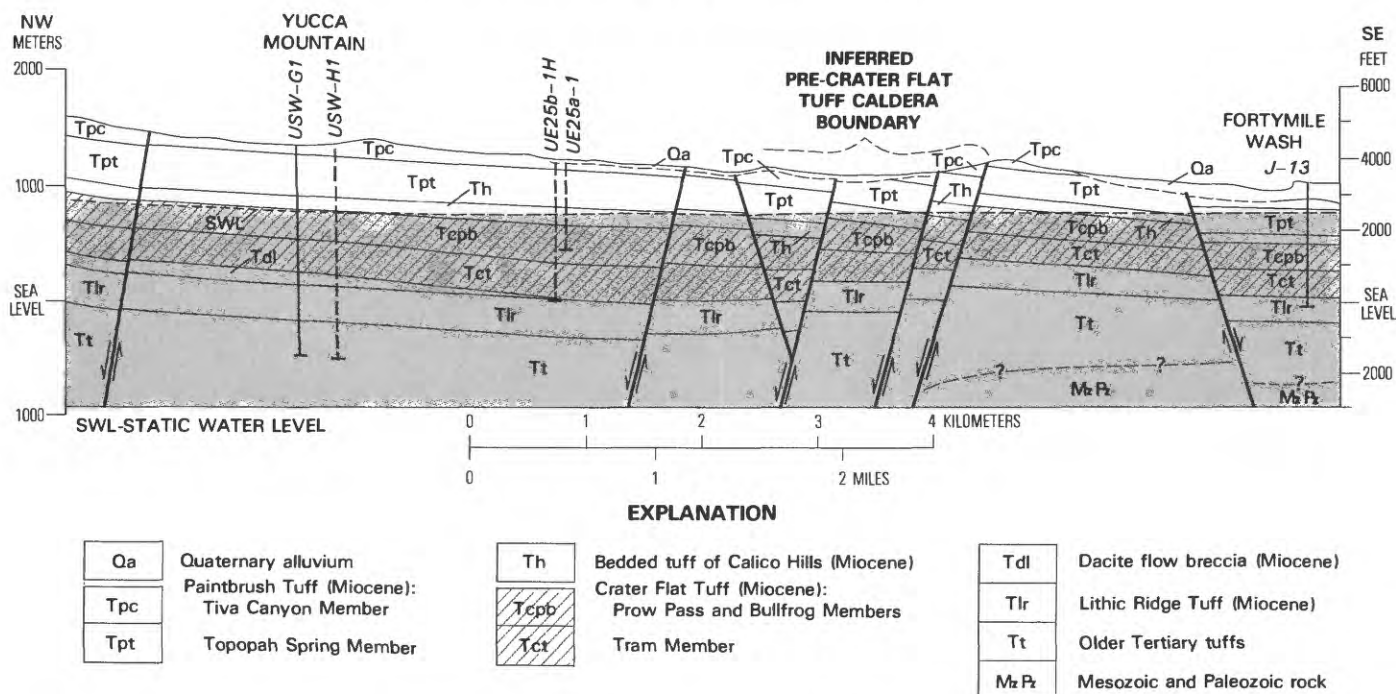 NW
METERS
2000
1000
SEA
LEVEL
1000
YUCCA
MOUNTAIN
USW-G1
USW-H1
UE25b-1H
UE25a-1
INFERRED
PRE-CRATER FLAT
TUFF CALDERA
BOUNDARY
SE
FEET
6000
4000
2000
SEA
LEVEL
2000
FORTYMILE
WASH
J-13
Tpc
Tpc
Qa
Tpc
Tpc
Tpc
Qa
Tpt
Tpt
Th
Tpt
Tpt
Th
Tpt
Tpt
SWL
Tcpb
Tcpb
Th
Tcpb
Tcpb
Th
Tcpb
Tdl
Tct
Tct
Tct
Tct
Tct
Tlr
Tlr
Tlr
Tlr
Tlr
Tlr
Tt
Tt
Tt
Tt
Tt
?
?
?
MzPz
MzPz
SWL-STATIC WATER LEVEL
0 1 2 3 4 KILOMETERS
0 1 2 MILES
EXPLANATION
Qa Quaternary alluvium
Paintbrush Tuff (Miocene):
Tpc Tiva Canyon Member
Tpt Topopah Spring Member
Th Bedded tuff of Calico Hills (Miocene)
Crater Flat Tuff (Miocene):
Tcpb Prow Pass and Bullfrog Members
Tct Tram Member
Tdl Dacite flow breccia (Miocene)
Tlr Lithic Ridge Tuff (Miocene)
Tt Older Tertiary tuffs
MzPz Mesozoic and Paleozoic rock